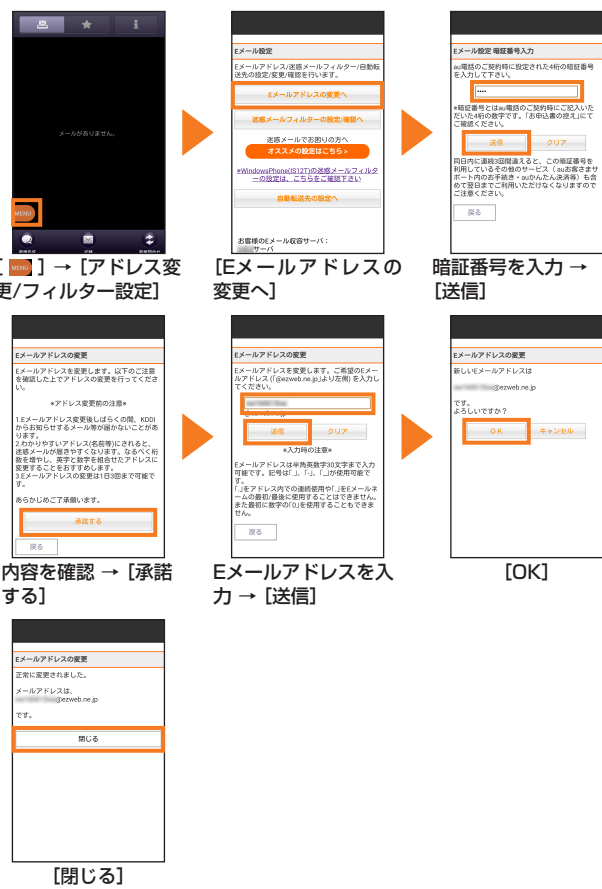 メールがありません。
MENU
Eメール設定
Eメールアドレス/迷惑メールフィルター/自動転
送先の設定/変更/確認を行います。
Eメールアドレスの変更へ
迷惑メールフィルターの設定/確認へ
迷惑メールでお困りの方へ
オススメの設定はこちら＞
*WindowsPhone(IS12T)の迷惑メールフィルタ
ーの設定は、こちらをご確認下さい
自動転送先の設定へ
お客様のEメール収容サーバ：
サーバ
Eメール設定 暗証番号入力
au電話のご契約時に設定された4桁の暗証番号
を入力して下さい。
....
*暗証番号とはau電話のご契約時にご記入いた
だいた4桁の数字です。「お申込書の控え」にて
ご確認ください。
送信
クリア
同日内に連続3回間違えると、この暗証番号を
利用しているその他のサービス（auお客さまサ
ポート内のお手続き・auかんたん決済等）も含
めて翌日までご利用いただけなくなりますので
ご注意ください。
戻る
[ MENU ] → [アドレス変
更/フィルター設定]
[Eメールアドレスの
変更へ]
暗証番号を入力 →
[送信]
Eメールアドレスの変更
Eメールアドレスを変更します。以下のご注意
を確認した上でアドレスの変更を行ってくださ
い。
*アドレス変更前の注意*
1.Eメールアドレス変更後しばらくの間、KDDI
からお知らせするメール等が届かないことがあ
ります。
2.わかりやすいアドレス(名前等)にされると、
迷惑メールが届きやすくなります。なるべく桁
数を増やし、英字と数字を組合せたアドレスに
変更することをおすすめします。
3.Eメールアドレスの変更は1日3回まで可能で
す。
あらかじめご了承願います。
承諾する
戻る
Eメールアドレスの変更
Eメールアドレスを変更します。ご希望のEメー
ルアドレス(「@ezweb.ne.jp」より左側) を入力し
てください。
送信
クリア
*入力時の注意*
Eメールアドレスは半角英数字30文字まで入力
可能です。記号は「.」、「-」、「_」が使用可能で
す。
「.」をアドレス内での連続使用や「.」をEメールネ
ームの最初/最後に使用することはできません。
また最初に数字の「0」を使用することもできま
せん。
戻る
Eメールアドレスの変更
新しいEメールアドレスは
@ezweb.ne.jp
です。
よろしいですか？
OK
キャンセル
内容を確認 → [承諾
する]
Eメールアドレスを入
力 → [送信]
[OK]
Eメールアドレスの変更
正常に変更されました。
メールアドレスは、
@ezweb.ne.jp
です。
閉じる
[閉じる]